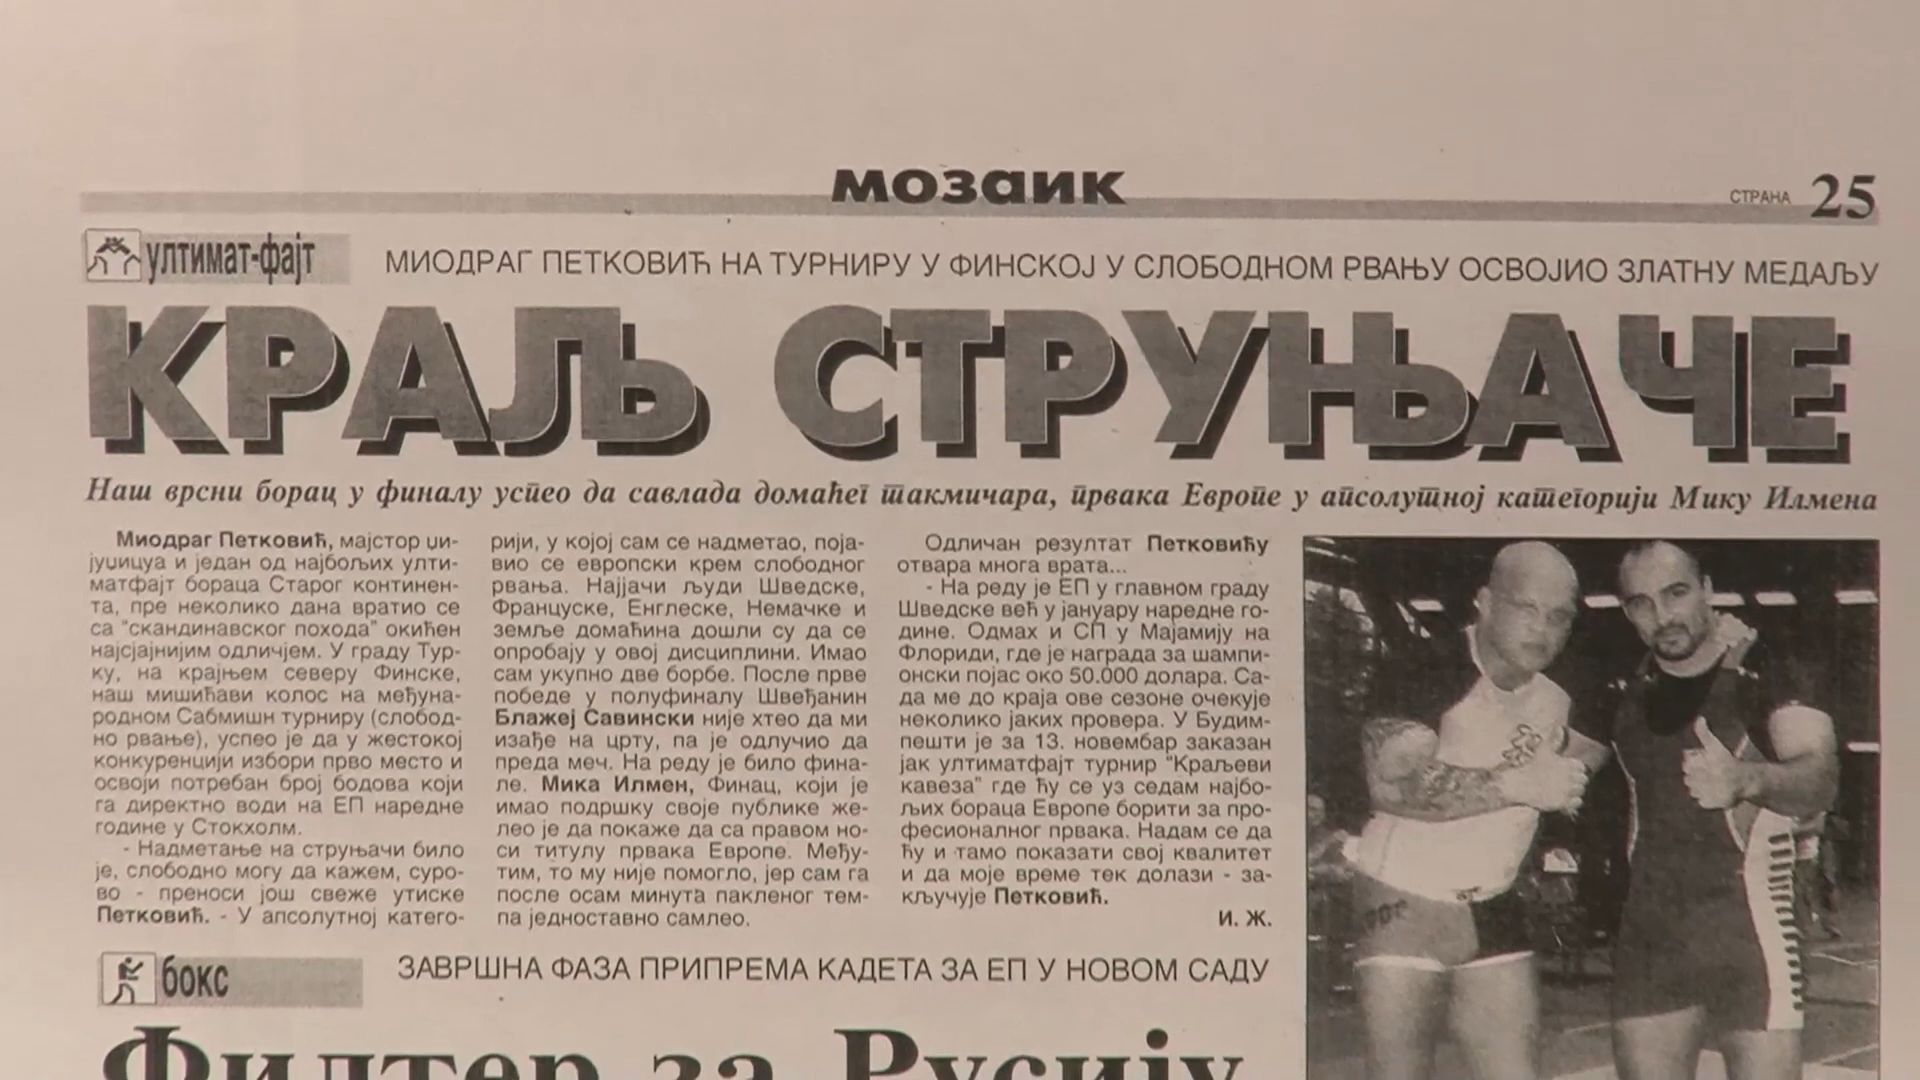 мозаик
СТРАНА 25
ултимат-фајт
МИОДРАГ ПЕТКОВИЋ НА ТУРНИРУ У ФИНСКОЈ У СЛОБОДНОМ РВАЊУ ОСВОЈИО ЗЛАТНУ МЕДАЉУ
КРАЉ СТРУЊАЧЕ
Наш врсни борац у финалу успео да савлада домаћег такмичара, првака Европе у апсолутној категорији Мику Илмена
Миодраг Петковић, мајстор џи-
јуџицуа и један од најбољих улти-
матфајт бораца Старог континен-
та, пре неколико дана вратио се
са "скандинавског похода" окићен
најсјајнијим одличјем. У граду Тур-
ку, на крајњем северу Финске,
наш мишићави колос на међуна-
родном Сабмишн турниру (слобод-
но рвање), успео је да у жестокој
конкуренцији избори прво место и
освоји потребан број бодова који
га директно води на ЕП наредне
године у Стокхолм.
- Надметање на струњачи било
је, слободно могу да кажем, суро-
во - преноси још свеже утиске
Петковић. - У апсолутној катего-
рији, у којој сам се надметао, поја-
вио се европски крем слободног
рвања. Најјачи људи Шведске,
Француске, Енглеске, Немачке и
земље домаћина дошли су да се
опробају у овој дисциплини. Имао
сам укупно две борбе. После прве
победе у полуфиналу Швеђанин
Блажеј Савински није хтео да ми
изађе на црту, па је одлучио да
преда меч. На реду је било фина-
ле. Мика Илмен, Финац, који је
имао подршку своје публике же-
лео је да покаже да са правом но-
си титулу првака Европе. Међу-
тим, то му није помогло, јер сам га
после осам минута пакленог тем-
па једноставно самлео.
Одличан резултат Петковићу
отвара многа врата...
- На реду је ЕП у главном граду
Шведске већ у јануару наредне го-
дине. Одмах и СП у Мајамију на
Флориди, где је награда за шампи-
онски појас око 50.000 долара. Са-
да ме до краја ове сезоне очекује
неколико јаких провера. У Будим-
пешти је за 13. новембар заказан
јак ултиматфајт турнир "Краљеви
кавеза" где ћу се уз седам најбо-
љих бораца Европе борити за про-
фесионалног првака. Надам се да
ћу и тамо показати свој квалитет
и да моје време тек долази - за-
кључује Петковић.
И. Ж.
бокс
ЗАВРШНА ФАЗА ПРИПРЕМА КАДЕТА ЗА ЕП У НОВОМ САДУ
Филтер за Русију